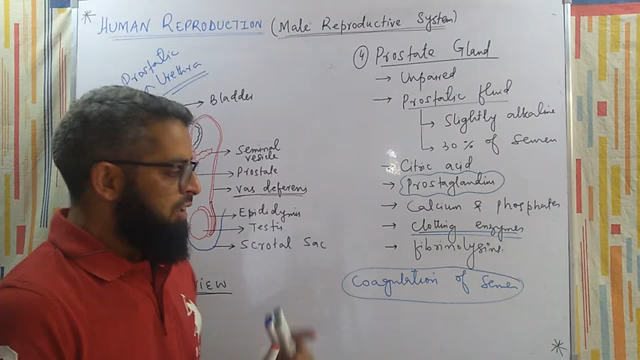 * HUMAN REPRODUCTION (Male Reproductive System)
Prostatic
Urethra
Bladder
Seminal
vesicle
Prostate
Vas deferens
Epididymis
Testis
Scrotal Sac
VIEW
④ Prostate Gland
→ Unpaired
→ Prostatic fluid
→ Slightly alkaline
→ 30% of Semen
→ Citric acid
→ Prostaglandins
→ Calcium & Phosphates
→ Clotting enzymes
→ fibrinolysins
Coagulation of Semen
*